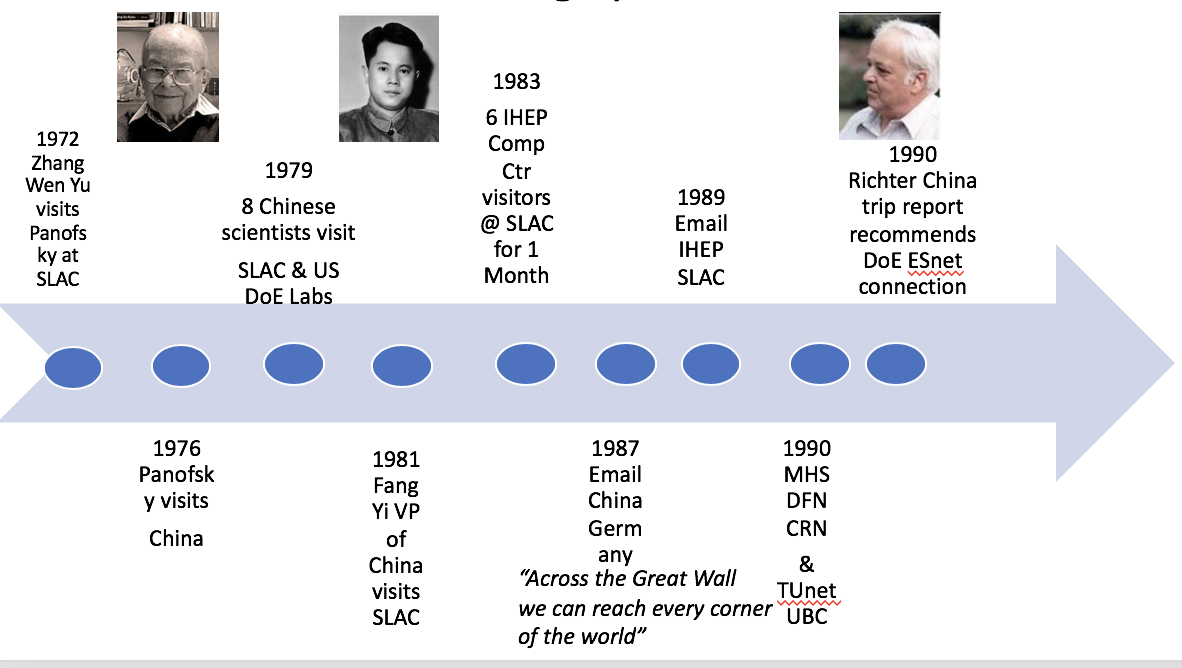 1972
Zhang
Wen Yu
visits
Panofs
ky at
SLAC
1976
Panofsk
y visits
China
1979
8 Chinese
scientists visit
SLAC & US
DoE Labs
1981
Fang
Yi VP
of
China
visits
SLAC
1983
6 IHEP
Comp
Ctr
visitors
@ SLAC
for 1
Month
1987
Email
China
Germ
any
“Across the Great Wall
we can reach every corner
of the world”
1989
Email
IHEP
SLAC
1990
MHS
DFN
CRN
&
TUnet
UBC
1990
Richter China
trip report
recommends
DoE ESnet
connection